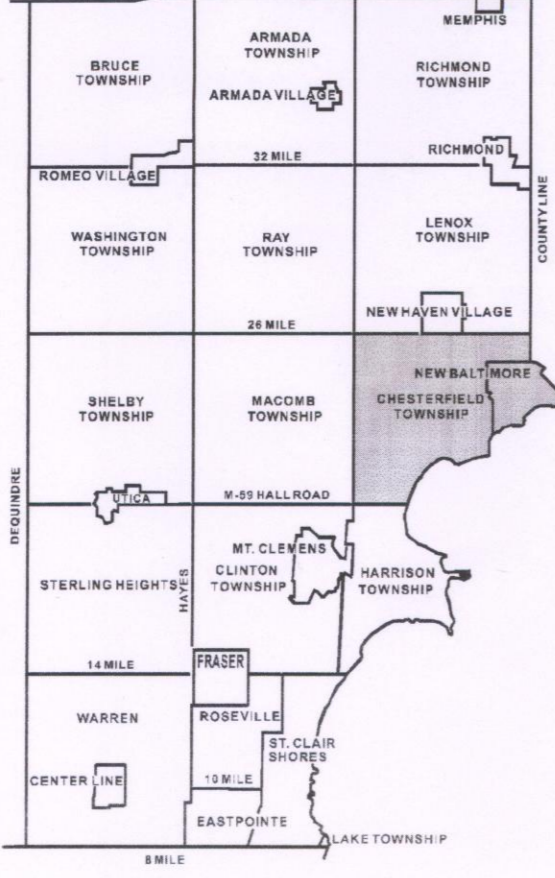 MEMPHIS
ARMADA
TOWNSHIP
BRUCE
TOWNSHIP
RICHMOND
TOWNSHIP
ARMADA VILLAGE
RICHMOND
32 MILE
ROMEO VILLAGE
COUNTY LINE
WASHINGTON
TOWNSHIP
RAY
TOWNSHIP
LENOX
TOWNSHIP
NEW HAVEN VILLAGE
26 MILE
NEW BALTIMORE
SHELBY
TOWNSHIP
MACOMB
TOWNSHIP
CHESTERFIELD
TOWNSHIP
DEQUINDRE
UTICA
M-59 HALL ROAD
MT. CLEMENS
STERLING HEIGHTS
HAYES
CLINTON
TOWNSHIP
HARRISON
TOWNSHIP
14 MILE
FRASER
WARREN
ROSEVILLE
ST. CLAIR
SHORES
CENTER LINE
10 MILE
EASTPOINTE
LAKE TOWNSHIP
8 MILE